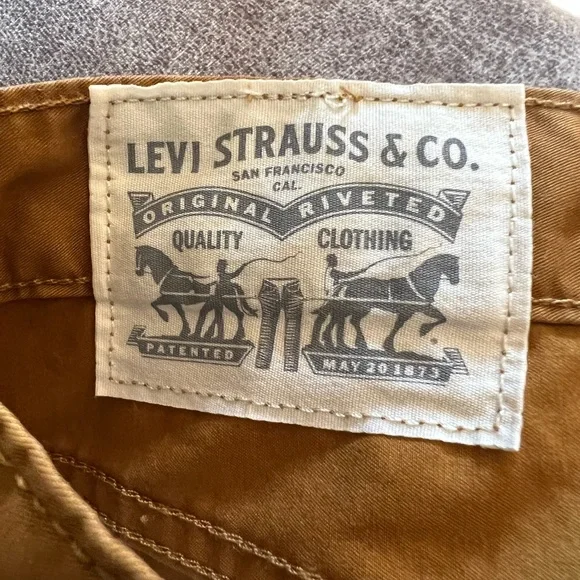 LEVI STRAUSS & CO.
SAN FRANCISCO
CAL.
ORIGINAL RIVETED
QUALITY CLOTHING
PATENTED MAY 20 1873